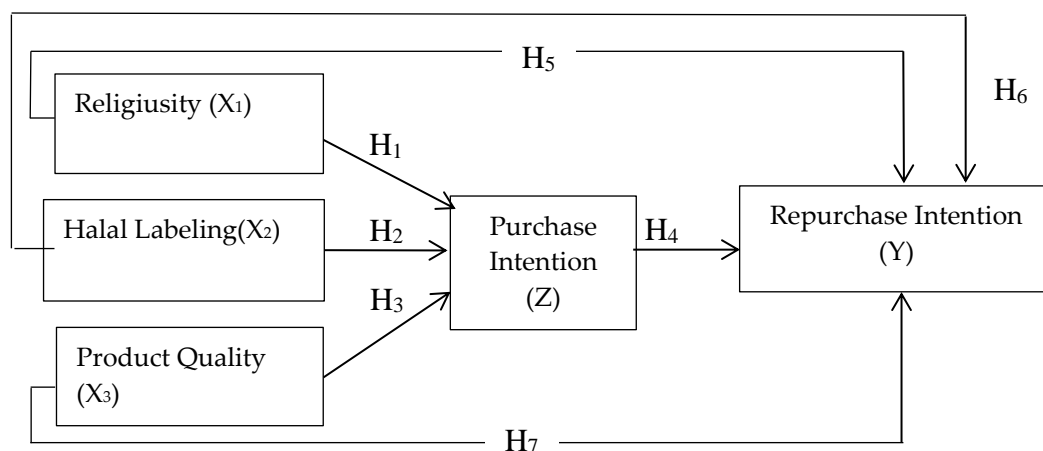 H₅
H₆
Religiusity (X₁)
H₁
Halal Labeling(X₂)
H₂
Purchase
Intention
(Z)
H₄
Repurchase Intention
(Y)
H₃
Product Quality
(X₃)
H₇